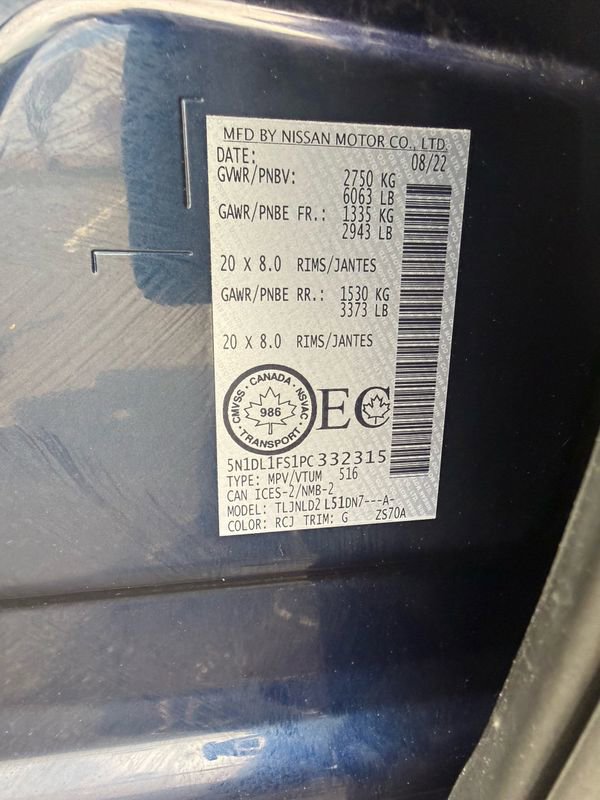 MFD BY NISSAN MOTOR CO., LTD.
DATE: 08/22
GVWR/PNBV: 2750 KG
6063 LB
GAWR/PNBE FR.: 1335 KG
2943 LB
20 X 8.0 RIMS/JANTES
GAWR/PNBE RR.: 1530 KG
3373 LB
20 X 8.0 RIMS/JANTES
CMVSS · CANADA · NSVAC
986
· TRANSPORT ·
EC
5N1DL1FS1PC332315
TYPE: MPV/VTUM 516
CAN ICES-2/NMB-2
MODEL: TLJNLD2 L51DN7---A-
COLOR: RCJ TRIM: G ZS70A